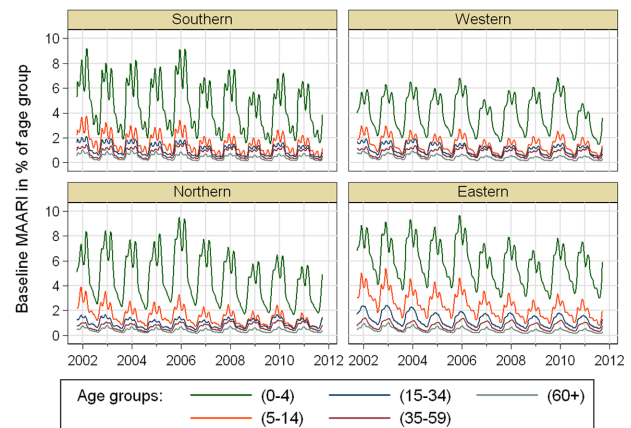 Southern
Western
10
8
6
4
2
0
Northern
Eastern
10
8
6
4
2
0
Baseline MAARI in % of age group
2002 2004 2006 2008 2010 2012
2002 2004 2006 2008 2010 2012
Age groups: (0-4) (15-34) (60+)
(5-14) (35-59)